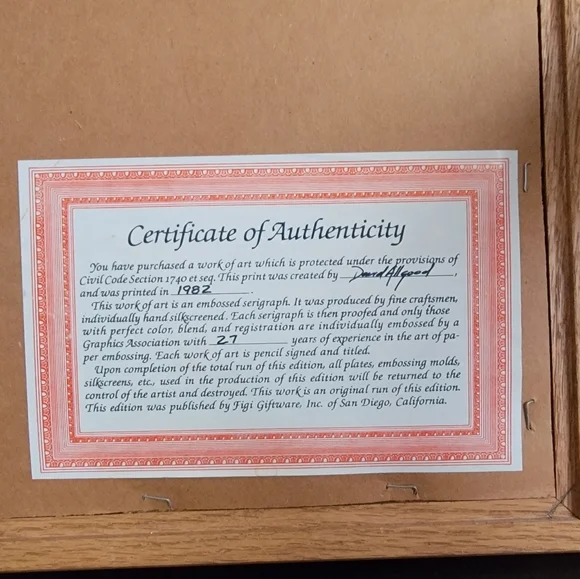 Certificate of Authenticity
You have purchased a work of art which is protected under the provisions of
Civil Code Section 1740 et seq. This print was created by David Allgood,
and was printed in 1982.
This work of art is an embossed serigraph. It was produced by fine craftsmen,
individually hand silkscreened. Each serigraph is then proofed and only those
with perfect color, blend, and registration are individually embossed by a
Graphics Association with 27 years of experience in the art of pa-
per embossing. Each work of art is pencil signed and titled.
Upon completion of the total run of this edition, all plates, embossing molds,
silkscreens, etc., used in the production of this edition will be returned to the
control of the artist and destroyed. This work is an original run of this edition.
This edition was published by Figi Giftware, Inc. of San Diego, California.